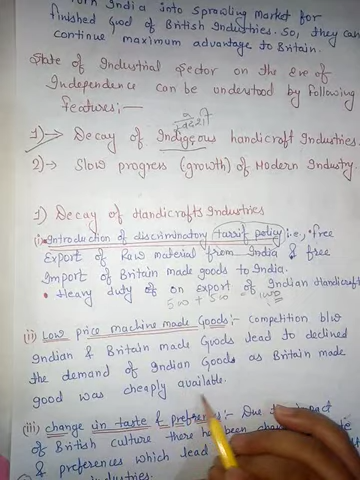 India into sprawling market for
finished Good of British Industries. So, they can
continue maximum advantage to Britain.
State of Industrial Sector on the Eve of
Independence can be understood by following
features:-
1) Decay of Indigeous handicraft Industries.
2) Slow progress (growth) of Modern Industry.
1) Decay of Handicrafts Industries
(i) Introduction of discriminatory tarrif policy i.e., • free
Export of Raw material from India & free
Import of Britain made goods to India.
• Heavy duty of on export of Indian Handicraft
500 + 500 = 1000
(ii) Low price machine made Goods:- competition b/w
Indian & Britain made Goods lead to declined
the demand of Indian Goods as Britain made
good was cheaply available.
(iii) change in taste & preferences:- Due to impact
of British culture there has been
& preferences which lead
industries.